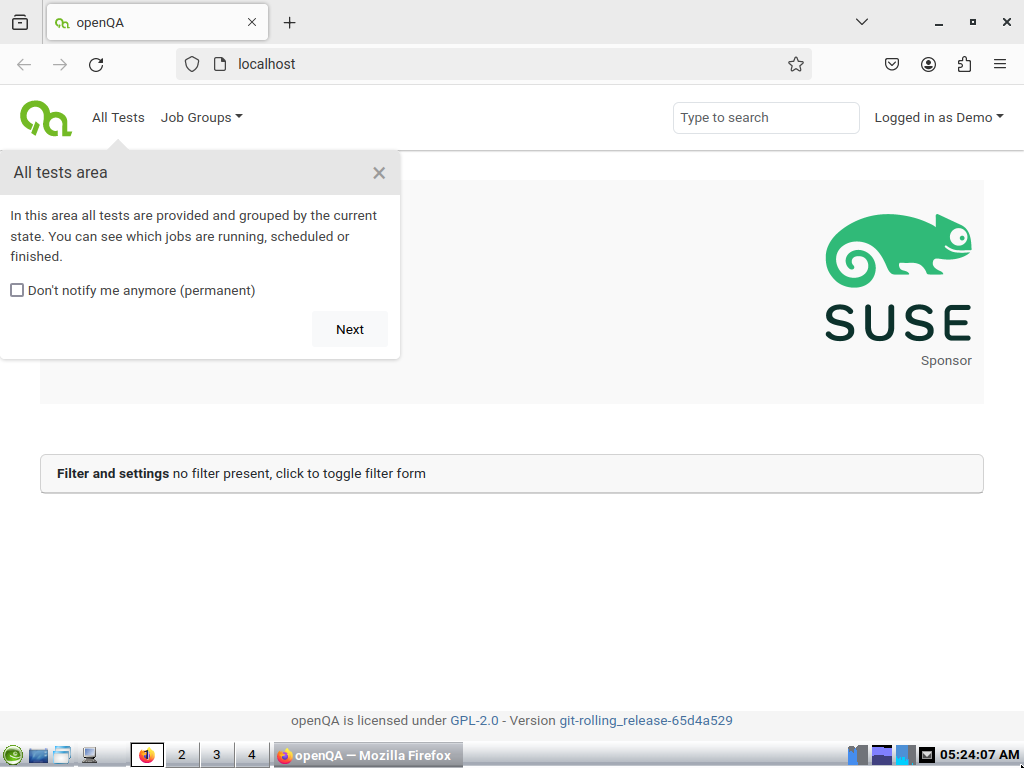 openQA
localhost
All Tests
Job Groups
Type to search
Logged in as Demo
All tests area
×
In this area all tests are provided and grouped by the current
state. You can see which jobs are running, scheduled or
finished.
Don't notify me anymore (permanent)
Next
SUSE
Sponsor
Filter and settings no filter present, click to toggle filter form
openQA is licensed under GPL-2.0 - Version git-rolling_release-65d4a529
1
2
3
4
openQA — Mozilla Firefox
05:24:07 AM